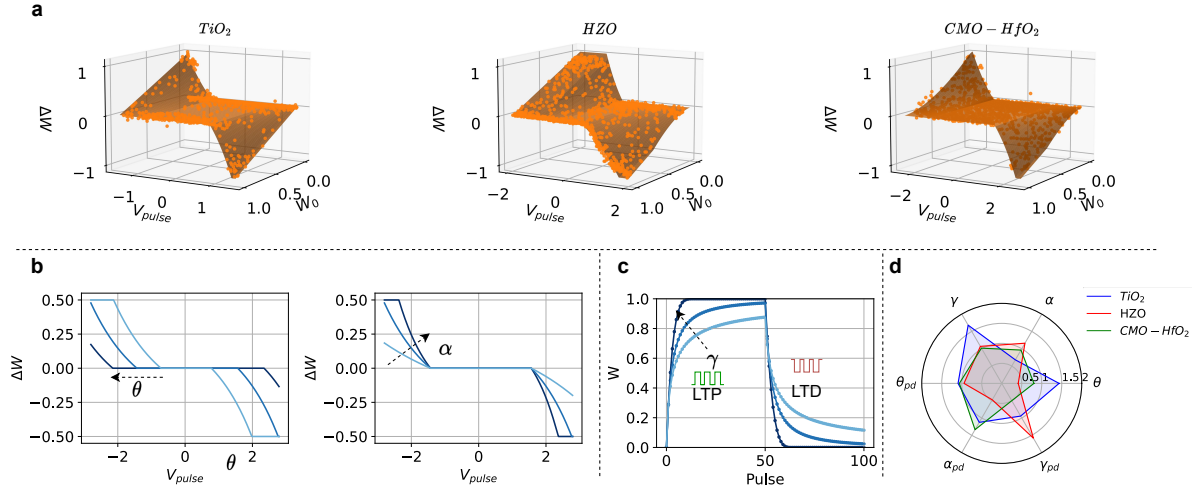 a
TiO₂
HZO
CMO − HfO₂
1
0
−1
ΔW
−1
0
1
V_pulse
1.0
0.5
0.0
W₀
1
0
−1
ΔW
−2
0
2
V_pulse
1.0
0.5
0.0
W₀
1
0
−1
ΔW
−2
0
2
V_pulse
1.0
0.5
0.0
W₀
b
0.50
0.25
0.00
−0.25
−0.50
ΔW
θ
θ
−2
0
2
V_pulse
0.50
0.25
0.00
−0.25
−0.50
ΔW
α
−2
0
2
V_pulse
c
1.0
0.8
0.6
0.4
0.2
0.0
W
γ
LTP
LTD
0
50
100
Pulse
d
TiO₂
HZO
CMO − HfO₂
γ
α
θ_pd
0.5
1
1.5
2
θ
α_pd
γ_pd